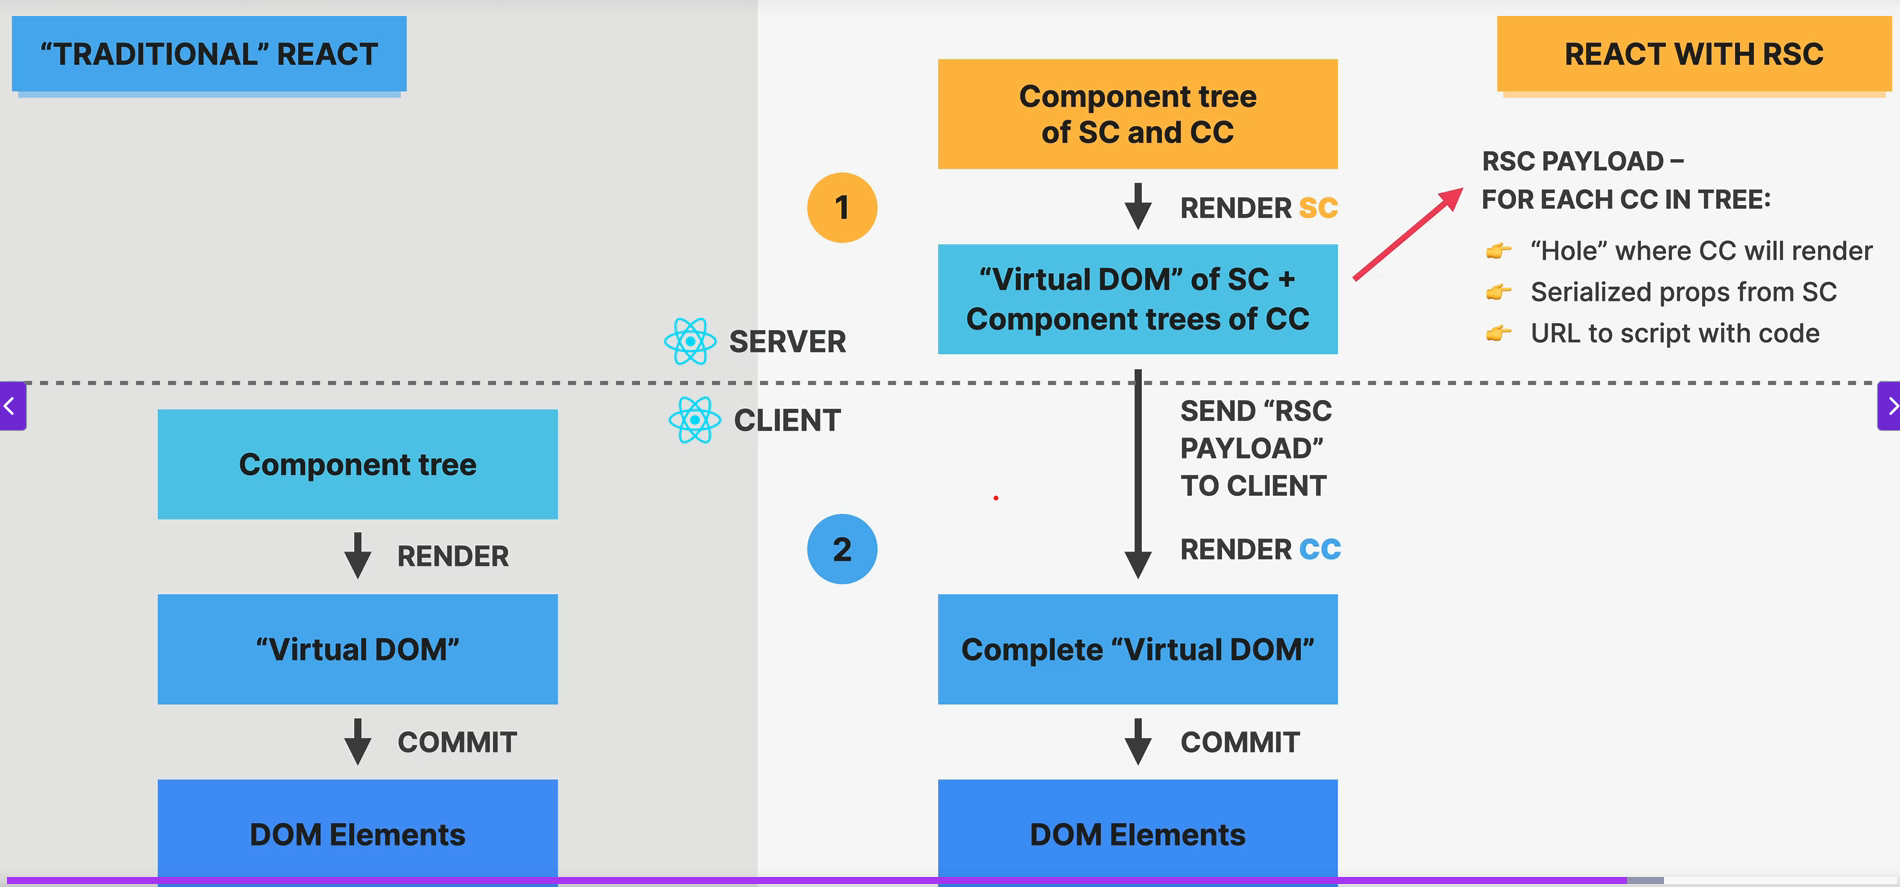 “TRADITIONAL” REACT
REACT WITH RSC
Component tree
of SC and CC
1
RENDER SC
RSC PAYLOAD –
FOR EACH CC IN TREE:
“Hole” where CC will render
Serialized props from SC
URL to script with code
“Virtual DOM” of SC +
Component trees of CC
SERVER
CLIENT
Component tree
RENDER
“Virtual DOM”
COMMIT
DOM Elements
SEND “RSC
PAYLOAD”
TO CLIENT
2
RENDER CC
Complete “Virtual DOM”
COMMIT
DOM Elements